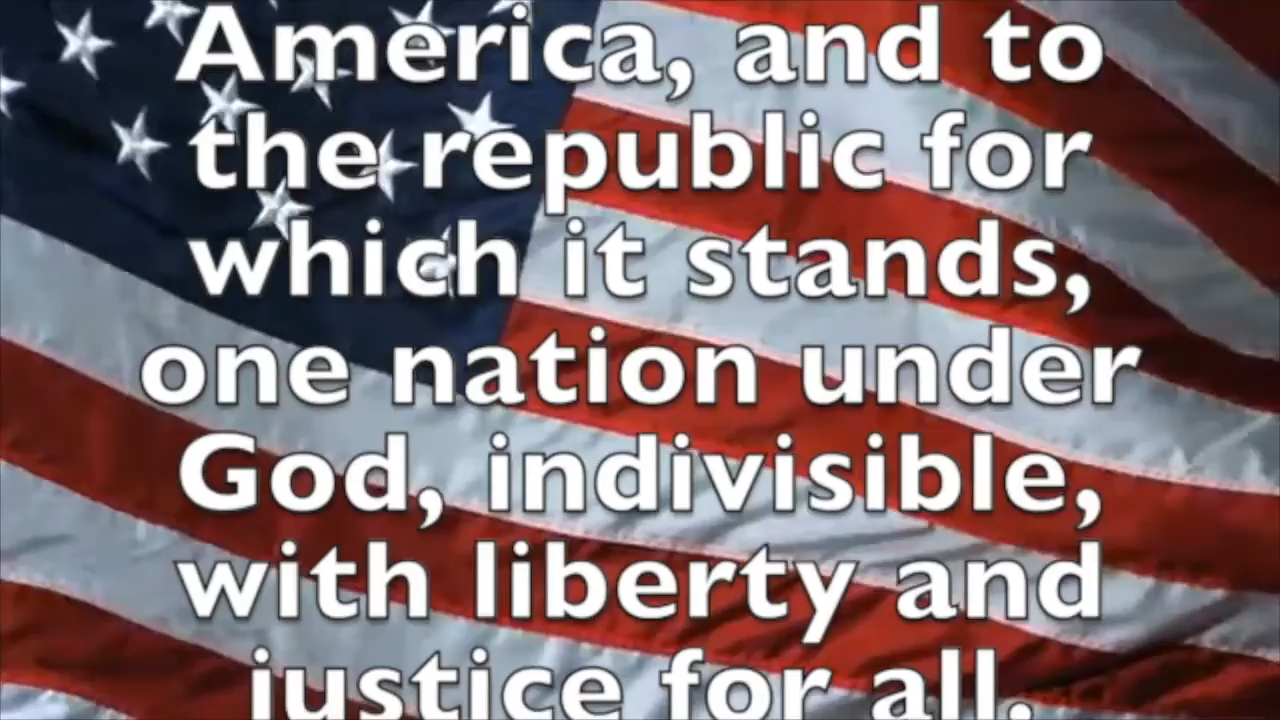 America, and to
the republic for
which it stands,
one nation under
God, indivisible,
with liberty and
justice for all.